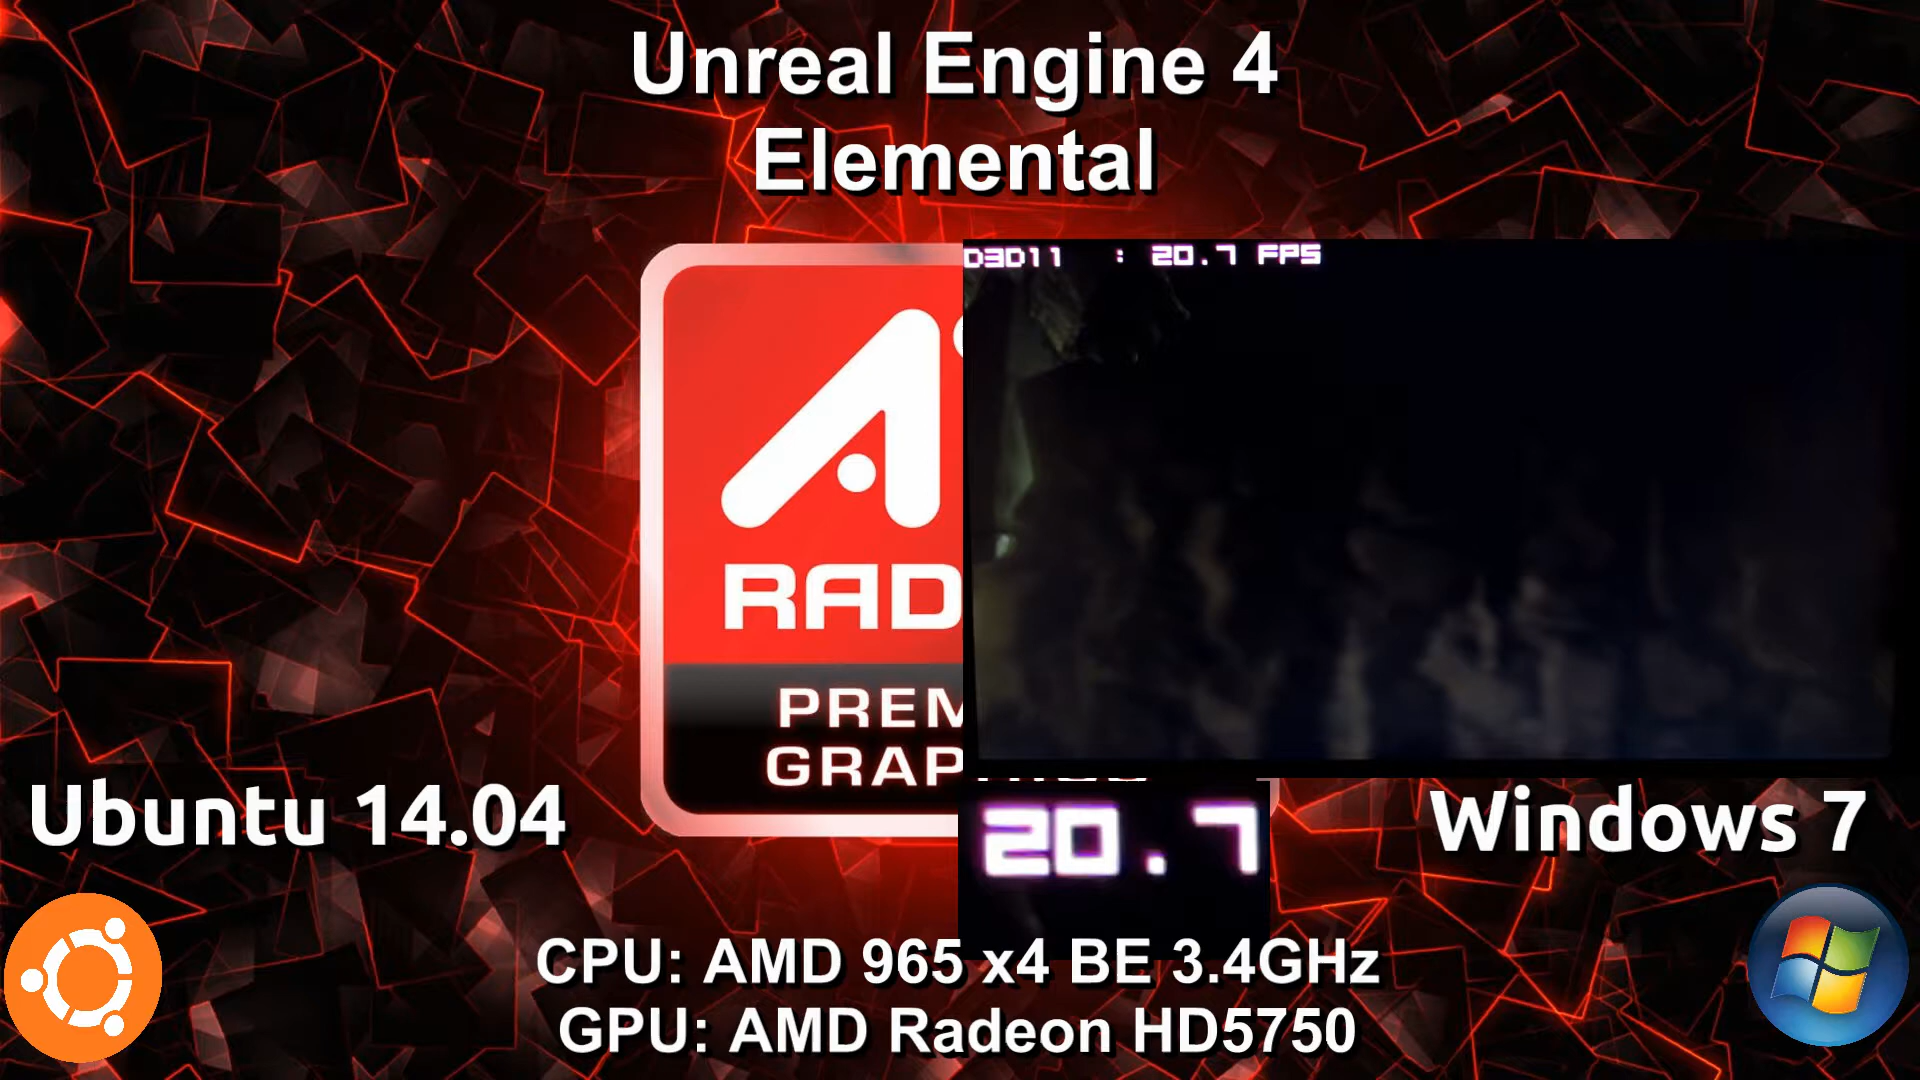 Unreal Engine 4
Elemental
D3D11 : 20.7 FPS
RAD
PREM
GRAP
Ubuntu 14.04
20.7
Windows 7
CPU: AMD 965 x4 BE 3.4GHz
GPU: AMD Radeon HD5750